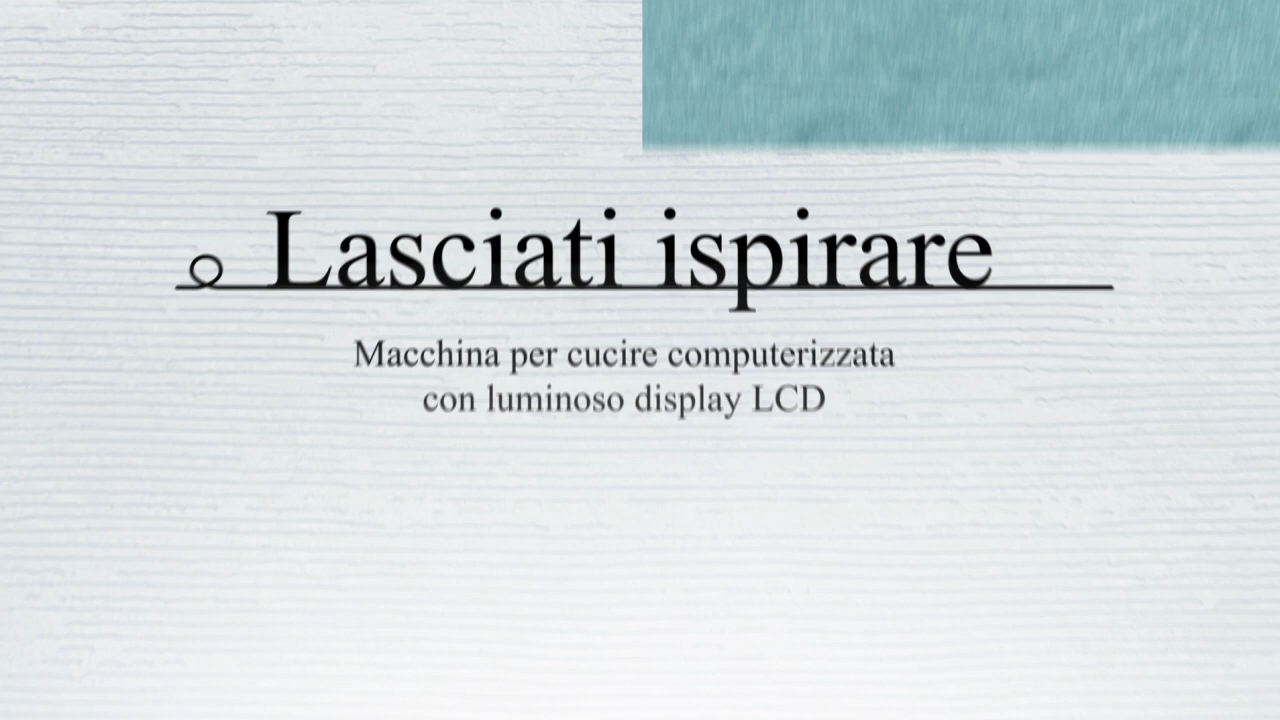 Lasciati ispirare
Macchina per cucire computerizzata
con luminoso display LCD